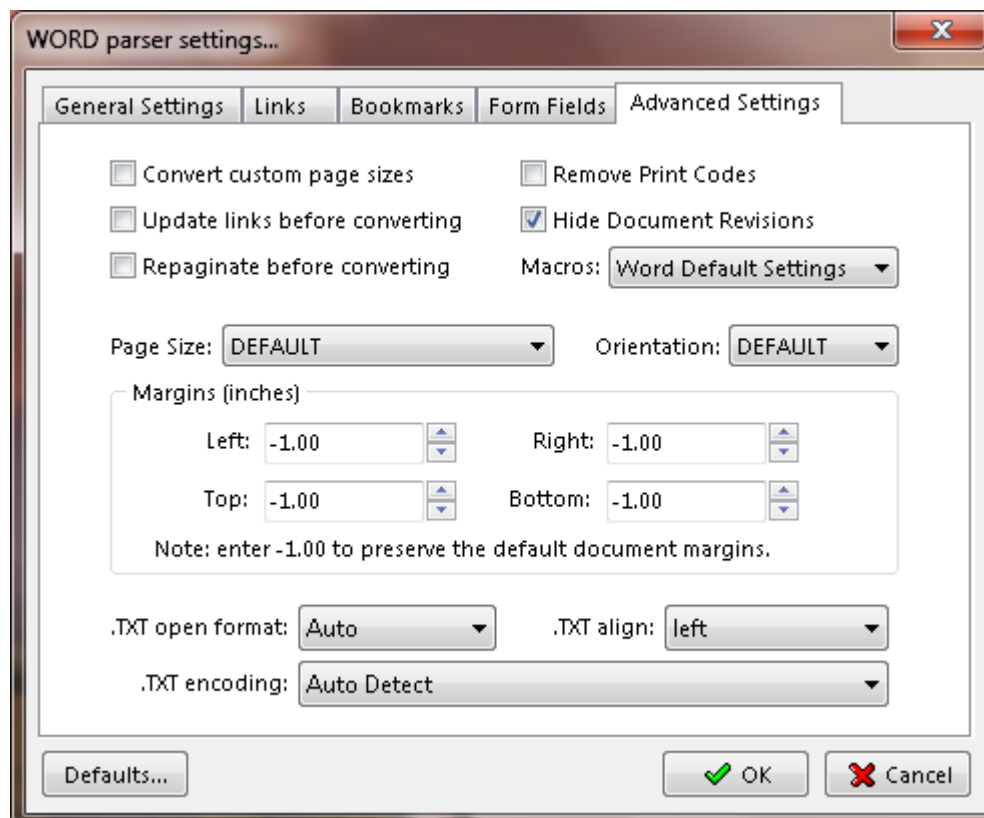 WORD parser settings...
General Settings Links Bookmarks Form Fields Advanced Settings
Convert custom page sizes Remove Print Codes
Update links before converting Hide Document Revisions
Repaginate before converting Macros: Word Default Settings
Page Size: DEFAULT Orientation: DEFAULT
Margins (inches)
Left: -1.00 Right: -1.00
Top: -1.00 Bottom: -1.00
Note: enter -1.00 to preserve the default document margins.
.TXT open format: Auto .TXT align: left
.TXT encoding: Auto Detect
Defaults... OK Cancel